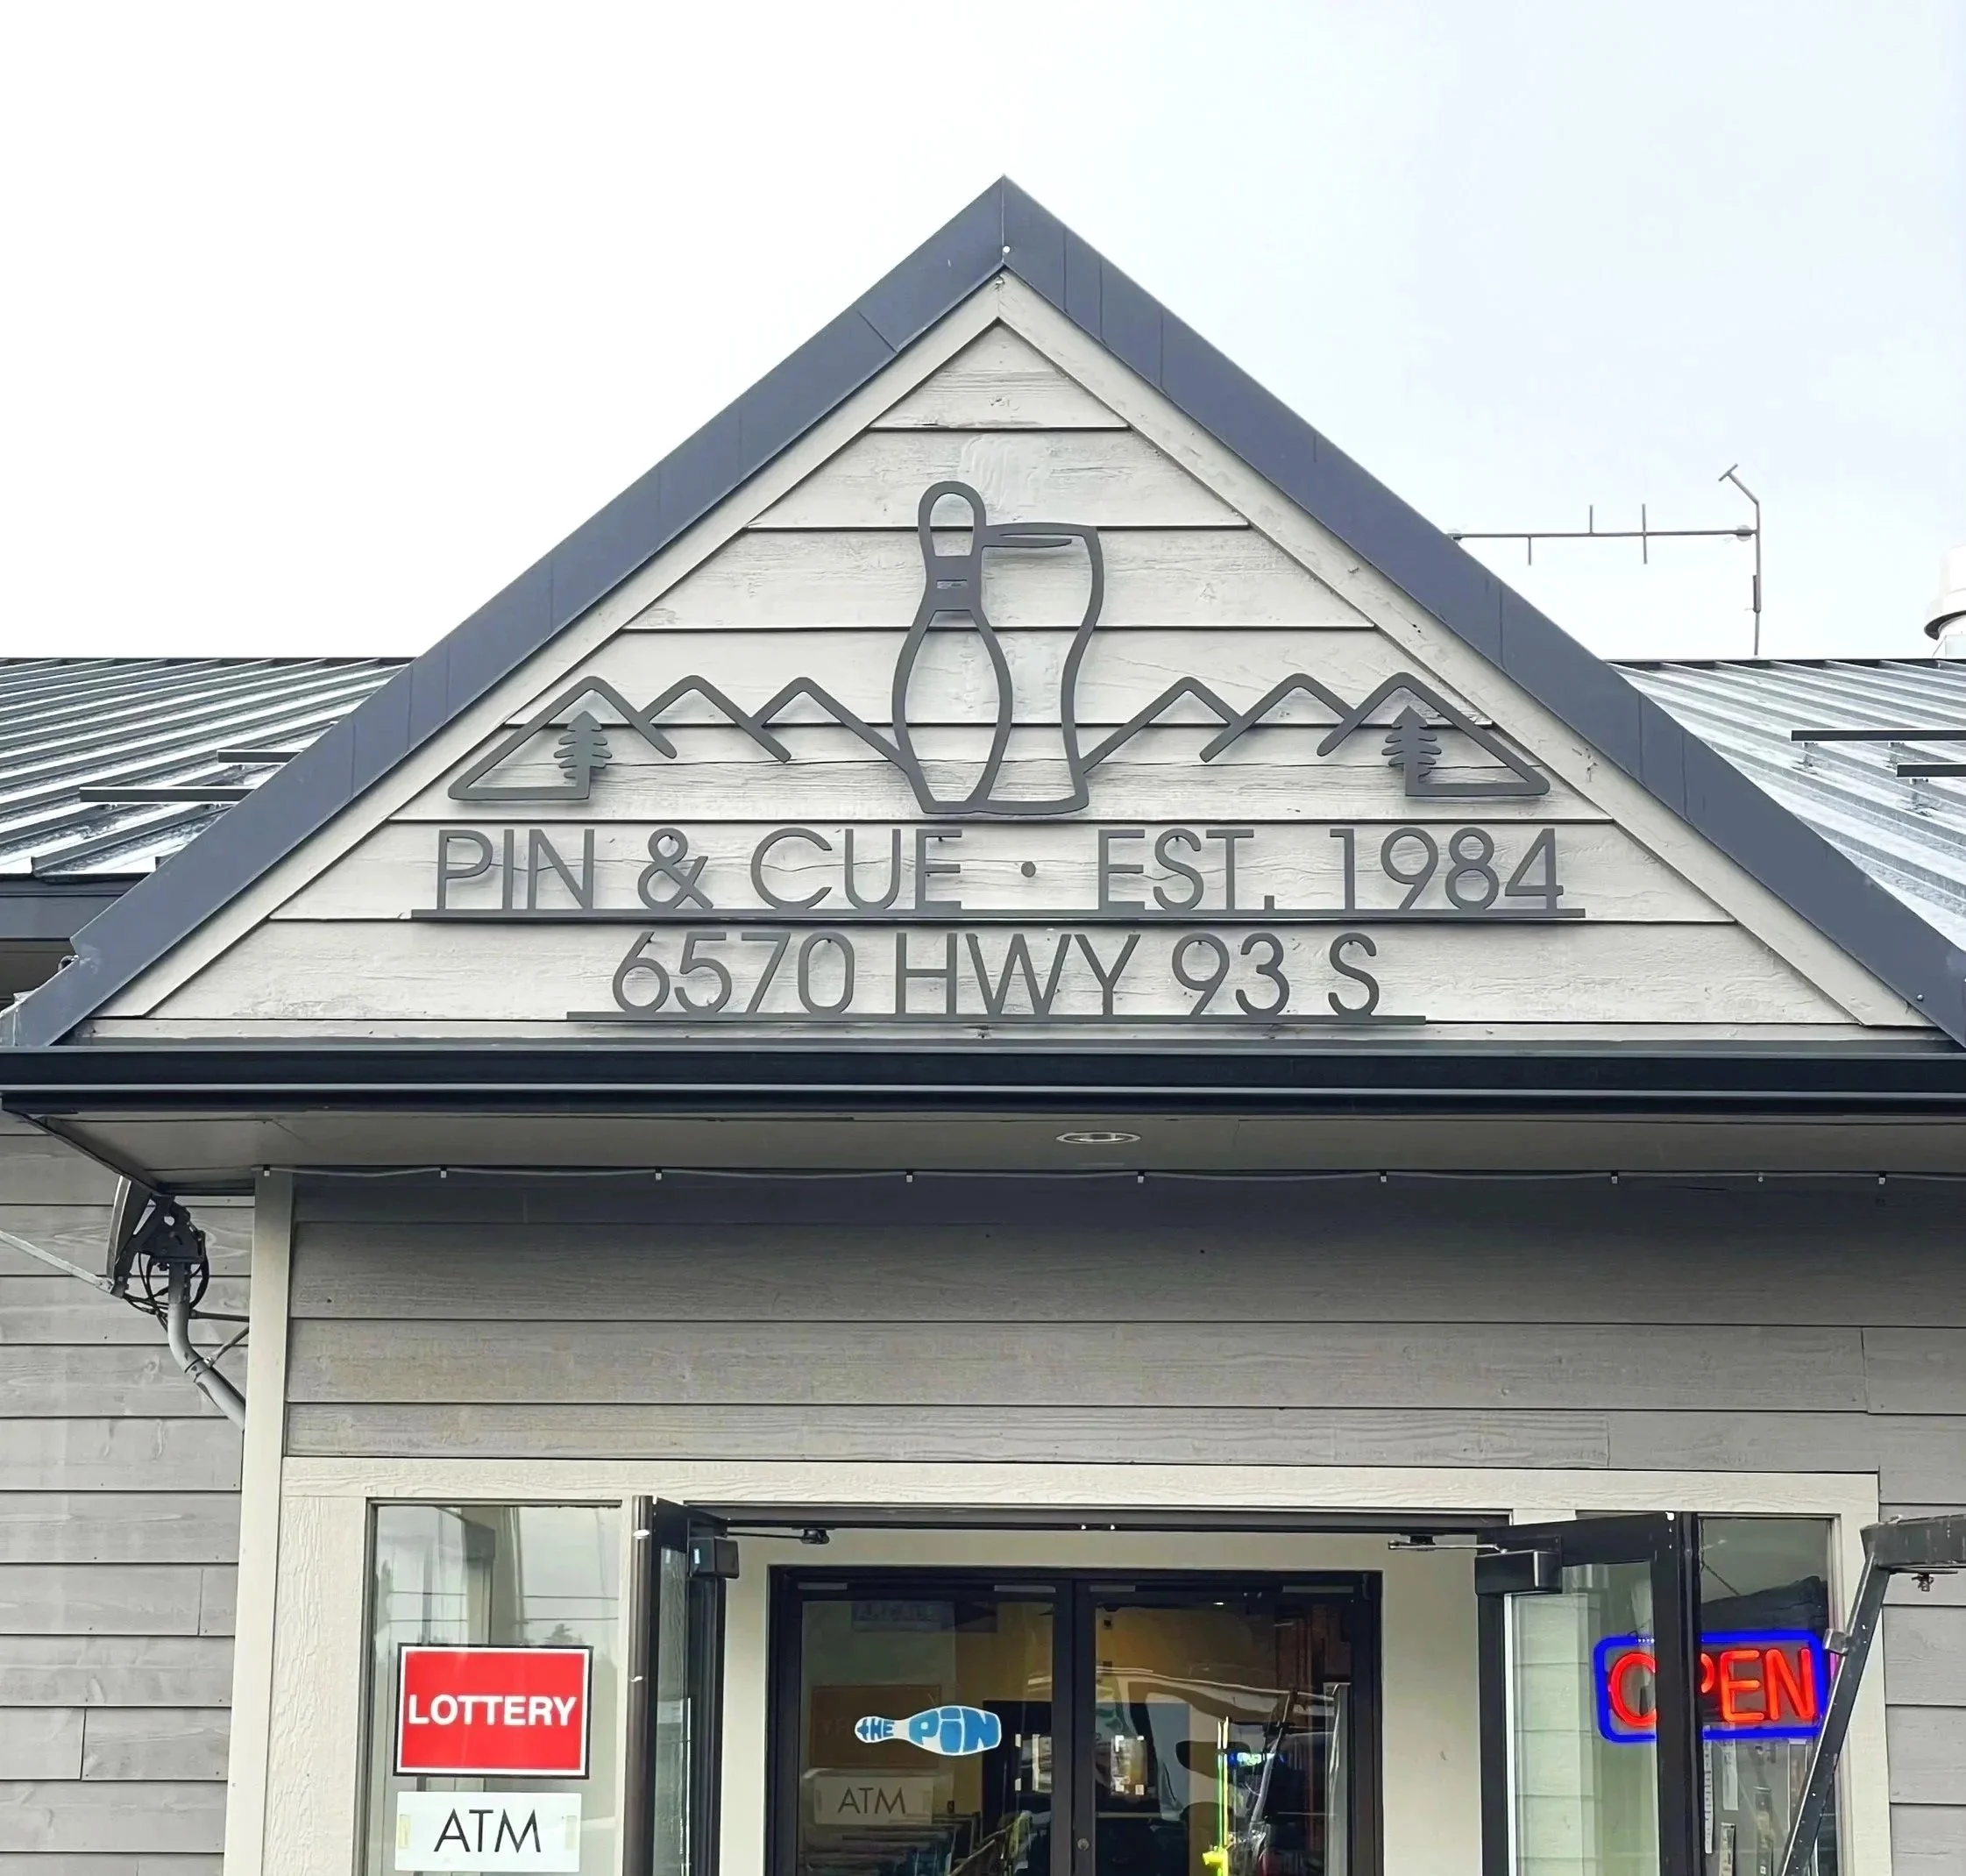 PIN & CUE • EST. 1984
6570 HWY 93 S
LOTTERY
ATM
THE PiN
ATM
OPEN